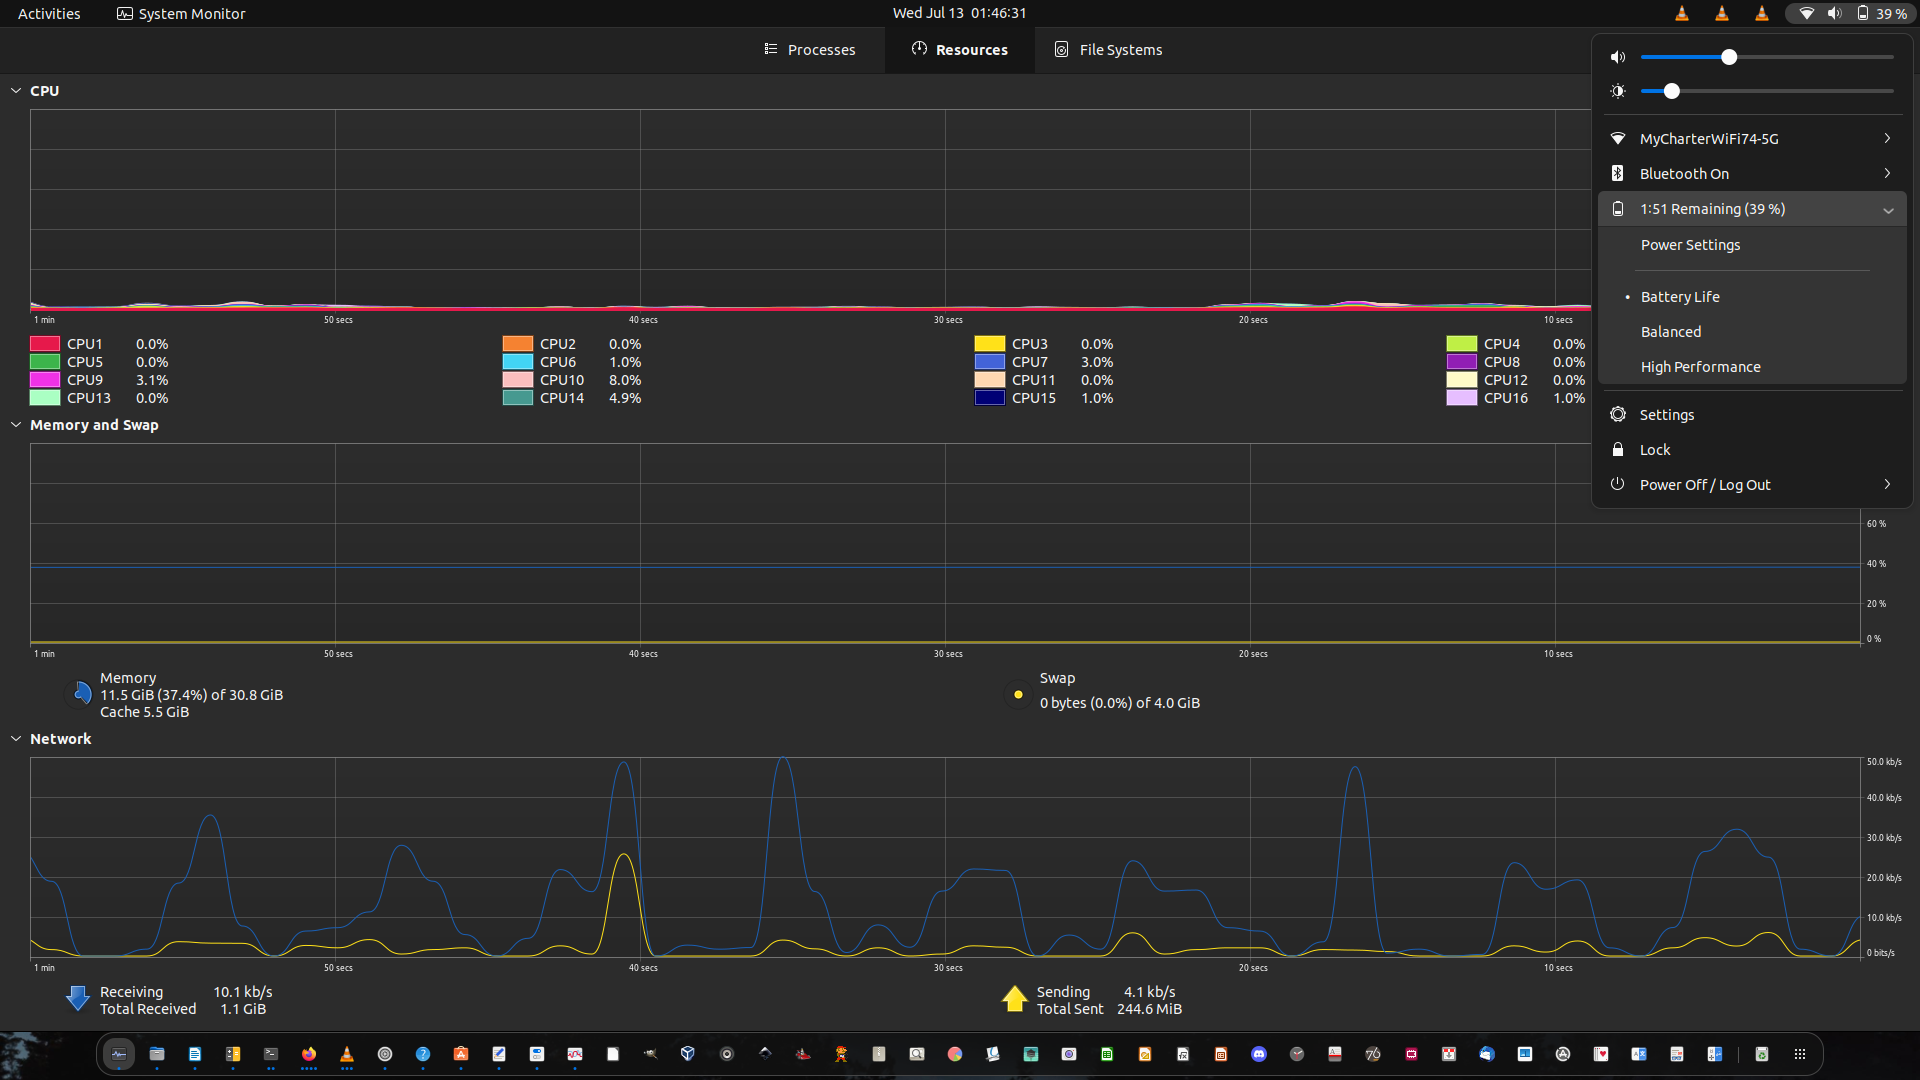 Activities
System Monitor
Wed Jul 13  01:46:31
39 %
Processes
Resources
File Systems
CPU
1 min
50 secs
40 secs
30 secs
20 secs
10 secs
CPU1 0.0%
CPU2 0.0%
CPU3 0.0%
CPU4 0.0%
CPU5 0.0%
CPU6 1.0%
CPU7 3.0%
CPU8 0.0%
CPU9 3.1%
CPU10 8.0%
CPU11 0.0%
CPU12 0.0%
CPU13 0.0%
CPU14 4.9%
CPU15 1.0%
CPU16 1.0%
MyCharterWiFi74-5G
Bluetooth On
1:51 Remaining (39 %)
Power Settings
Battery Life
Balanced
High Performance
Settings
Lock
Power Off / Log Out
Memory and Swap
60 %
40 %
20 %
0 %
1 min
50 secs
40 secs
30 secs
20 secs
10 secs
Memory
11.5 GiB (37.4%) of 30.8 GiB
Cache 5.5 GiB
Swap
0 bytes (0.0%) of 4.0 GiB
Network
50.0 kb/s
40.0 kb/s
30.0 kb/s
20.0 kb/s
10.0 kb/s
0 bits/s
1 min
50 secs
40 secs
30 secs
20 secs
10 secs
Receiving 10.1 kb/s
Total Received 1.1 GiB
Sending 4.1 kb/s
Total Sent 244.6 MiB